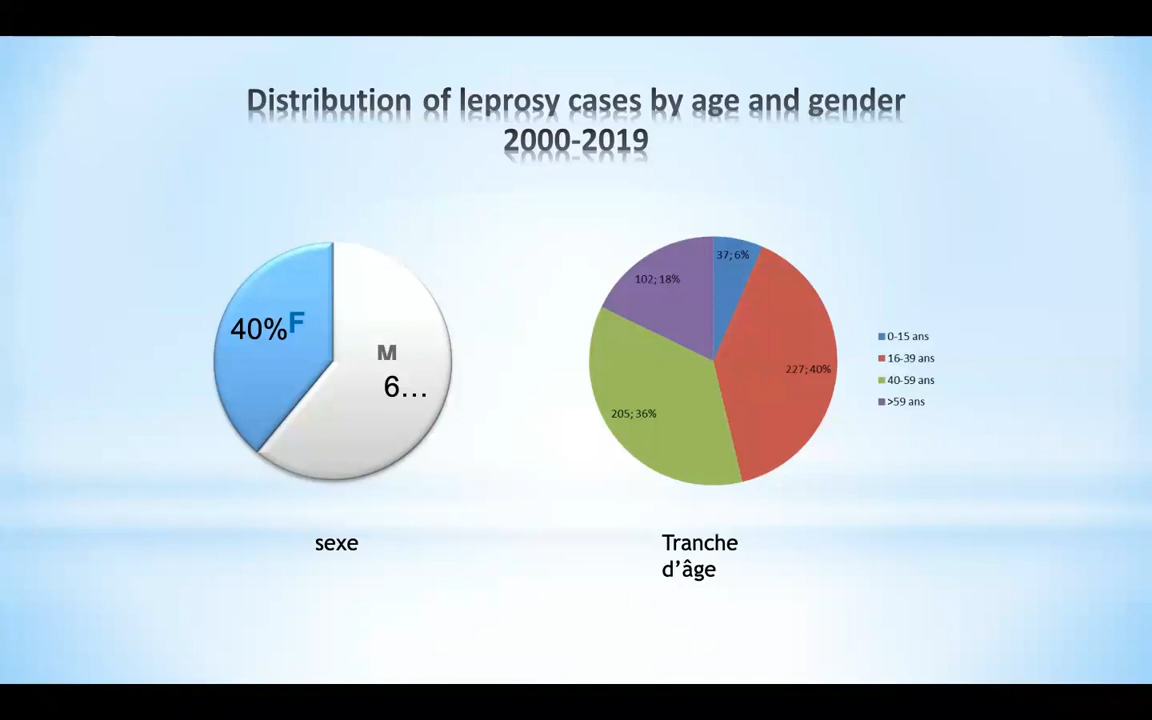 Distribution of leprosy cases by age and gender
2000-2019
40%F
M
6...
sexe
37; 6%
102; 18%
227; 40%
205; 36%
0-15 ans
16-39 ans
40-59 ans
>59 ans
Tranche
d’âge